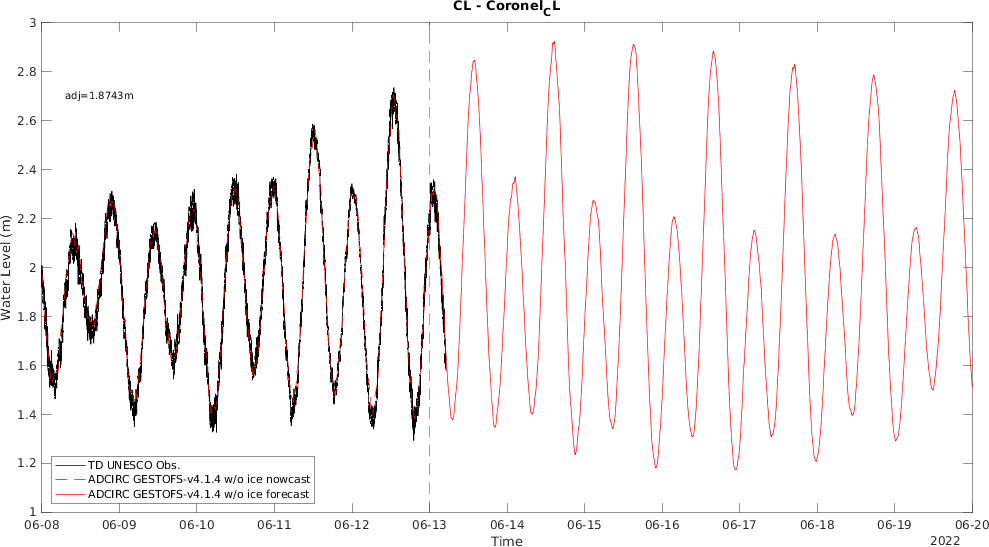 CL - Coronel_CL
3
2.8
adj=1.8743m
2.6
2.4
2.2
2
1.8
1.6
1.4
1.2
1
Water Level (m)
TD UNESCO Obs.
ADCIRC GESTOFS-v4.1.4 w/o ice nowcast
ADCIRC GESTOFS-v4.1.4 w/o ice forecast
06-08 06-09 06-10 06-11 06-12 06-13 06-14 06-15 06-16 06-17 06-18 06-19 06-20
Time
2022